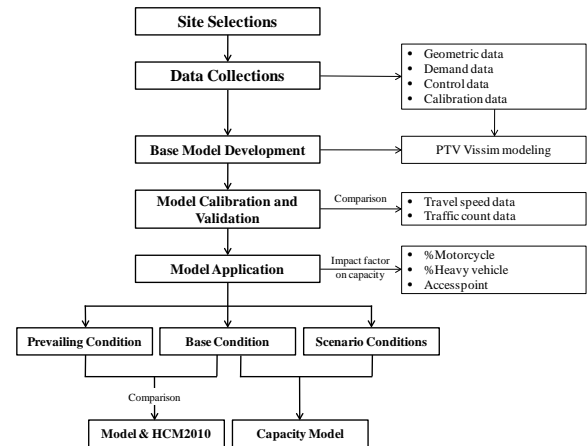 Site Selections
Data Collections
• Geometric data
• Demand data
• Control data
• Calibration data
Base Model Development
PTV Vissim modeling
Model Calibration and
Validation
Comparison
• Travel speed data
• Traffic count data
Model Application
Impact factor
on capacity
• %Motorcycle
• %Heavy vehicle
• Accesspoint
Prevailing Condition
Base Condition
Scenario Conditions
Comparison
Model & HCM2010
Capacity Model